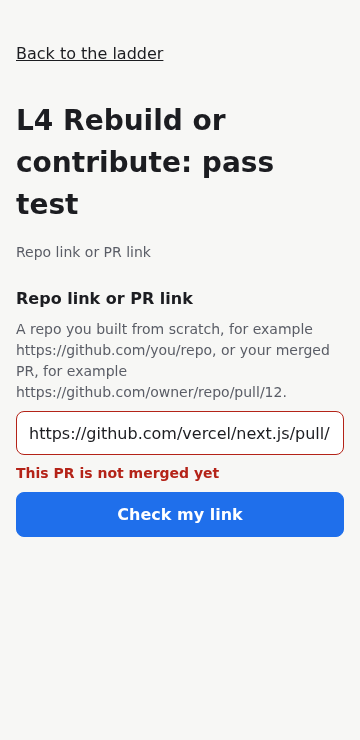 Back to the ladder
L4 Rebuild or
contribute: pass
test
Repo link or PR link
Repo link or PR link
A repo you built from scratch, for example
https://github.com/you/repo, or your merged
PR, for example
https://github.com/owner/repo/pull/12.
https://github.com/vercel/next.js/pull/
This PR is not merged yet
Check my link